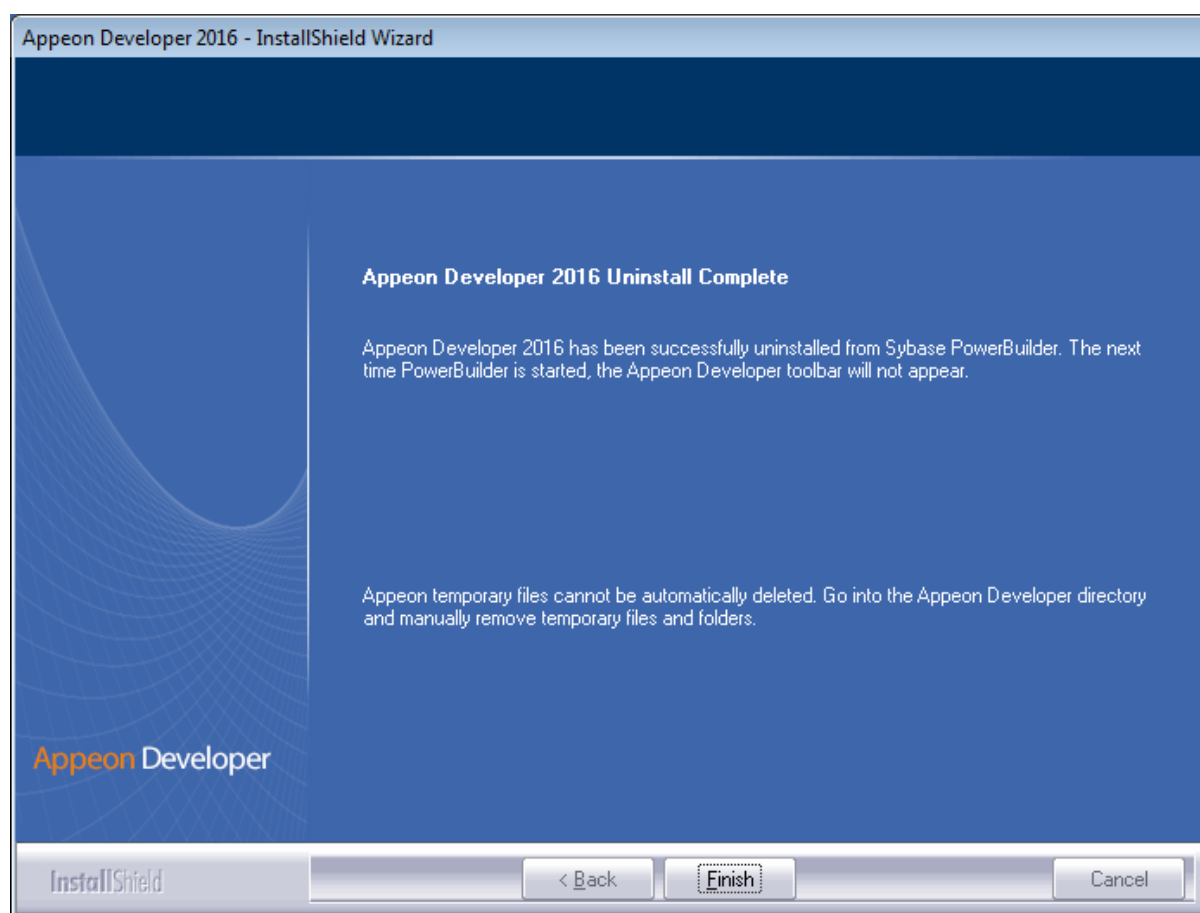 Appeon Developer 2016 - InstallShield Wizard
Appeon Developer 2016 Uninstall Complete
Appeon Developer 2016 has been successfully uninstalled from Sybase PowerBuilder. The next
time PowerBuilder is started, the Appeon Developer toolbar will not appear.
Appeon temporary files cannot be automatically deleted. Go into the Appeon Developer directory
and manually remove temporary files and folders.
Appeon Developer
InstallShield
< Back
Finish
Cancel